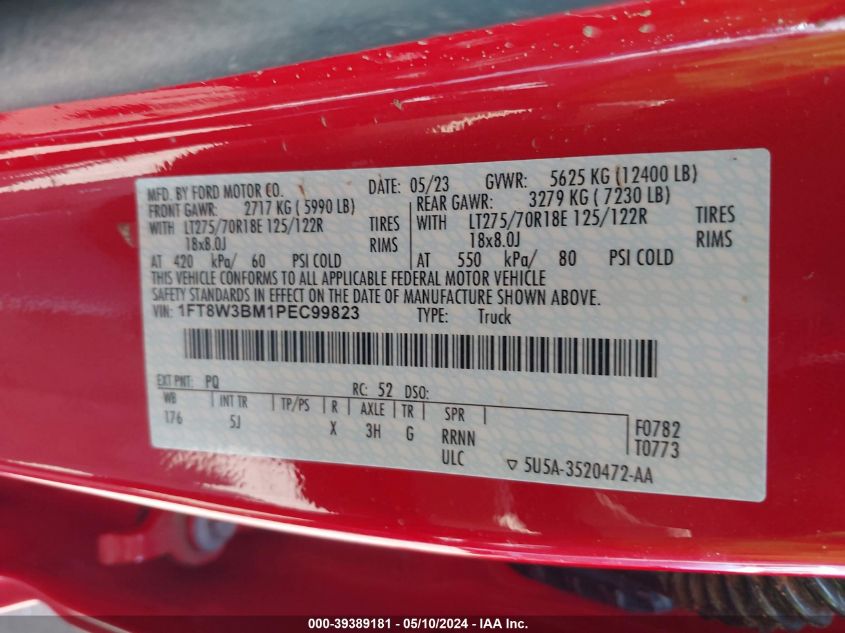 MFD. BY FORD MOTOR CO. DATE: 05/23 GVWR: 5625 KG (12400 LB)
FRONT GAWR: 2717 KG ( 5990 LB) REAR GAWR: 3279 KG ( 7230 LB)
WITH LT275/70R18E 125/122R TIRES WITH LT275/70R18E 125/122R TIRES
18x8.0J RIMS 18x8.0J RIMS
AT 420 kPa/ 60 PSI COLD AT 550 kPa/ 80 PSI COLD
THIS VEHICLE CONFORMS TO ALL APPLICABLE FEDERAL MOTOR VEHICLE
SAFETY STANDARDS IN EFFECT ON THE DATE OF MANUFACTURE SHOWN ABOVE.
VIN: 1FT8W3BM1PEC99823 TYPE: Truck
EXT PNT: PQ RC: 52 DSO:
WB INT TR TP/PS R AXLE TR SPR
176 5J X 3H G RRNN F0782
ULC T0773
5U5A-3520472-AA
000-39389181 - 05/10/2024 - IAA Inc.